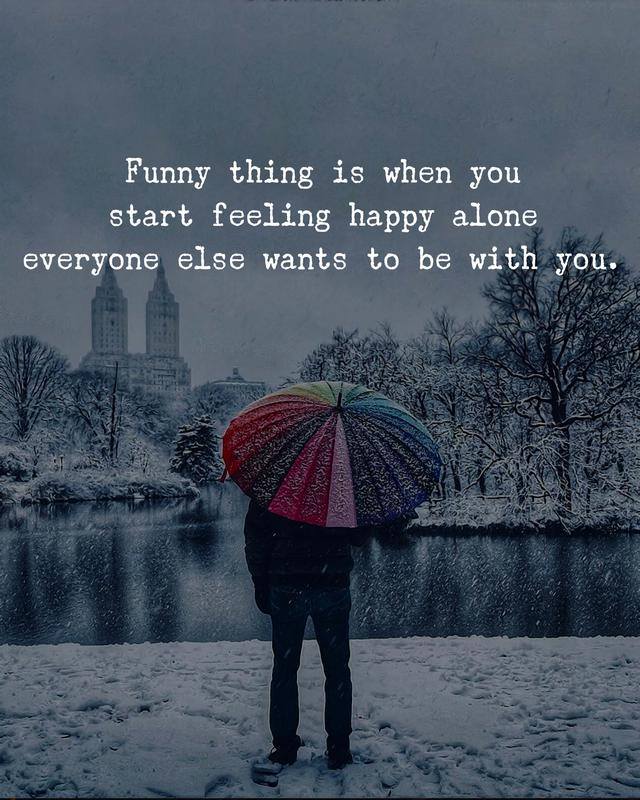 Funny thing is when you
start feeling happy alone
everyone else wants to be with you.